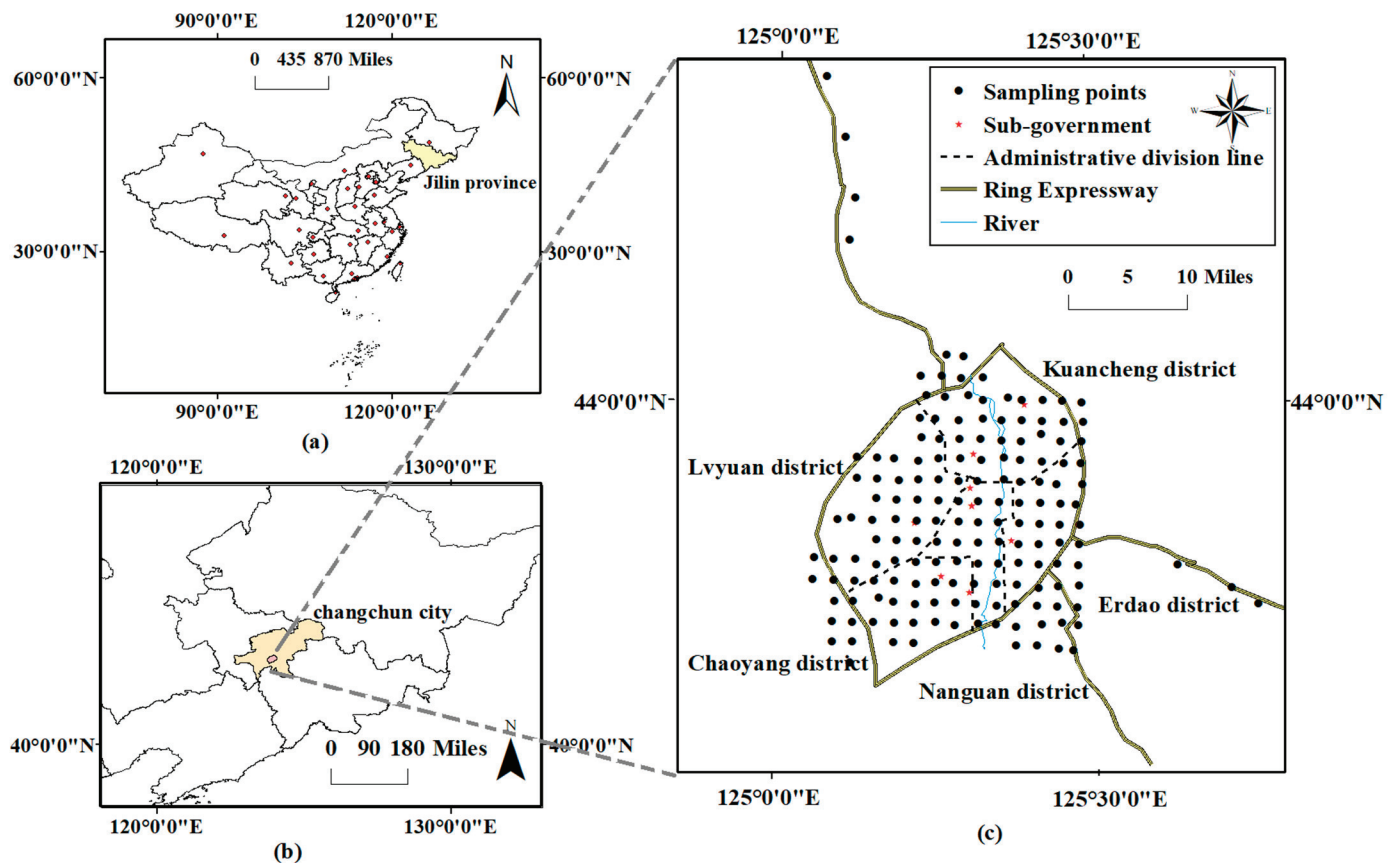 90°0'0"E 120°0'0"E
0 435 870 Miles
N
60°0'0"N 60°0'0"N
Jilin province
30°0'0"N 30°0'0"N
90°0'0"E 120°0'0"E
(a)
120°0'0"E 130°0'0"E
changchun city
N
0 90 180 Miles
40°0'0"N 40°0'0"N
120°0'0"E 130°0'0"E
(b)
125°0'0"E 125°30'0"E
Sampling points
Sub-government
Administrative division line
Ring Expressway
River
N
W E
S
0 5 10 Miles
Kuancheng district
44°0'0"N 44°0'0"N
Lvyuan district
Erdao district
Chaoyang district
Nanguan district
125°0'0"E 125°30'0"E
(c)